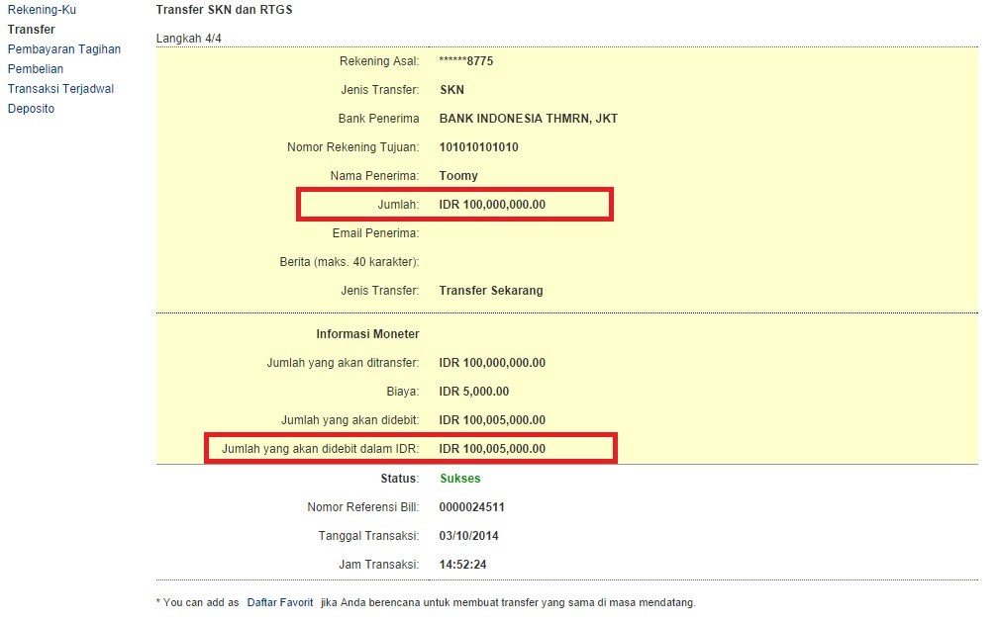 Rekening-Ku
Transfer
Pembayaran Tagihan
Pembelian
Transaksi Terjadwal
Deposito
Transfer SKN dan RTGS
Langkah 4/4
Rekening Asal: ******8775
Jenis Transfer: SKN
Bank Penerima BANK INDONESIA THMRN, JKT
Nomor Rekening Tujuan: 101010101010
Nama Penerima: Toomy
Jumlah: IDR 100,000,000.00
Email Penerima:
Berita (maks. 40 karakter):
Jenis Transfer: Transfer Sekarang
Informasi Moneter
Jumlah yang akan ditransfer: IDR 100,000,000.00
Biaya: IDR 5,000.00
Jumlah yang akan didebit: IDR 100,005,000.00
Jumlah yang akan didebit dalam IDR: IDR 100,005,000.00
Status: Sukses
Nomor Referensi Bill: 0000024511
Tanggal Transaksi: 03/10/2014
Jam Transaksi: 14:52:24
* You can add as Daftar Favorit jika Anda berencana untuk membuat transfer yang sama di masa mendatang.